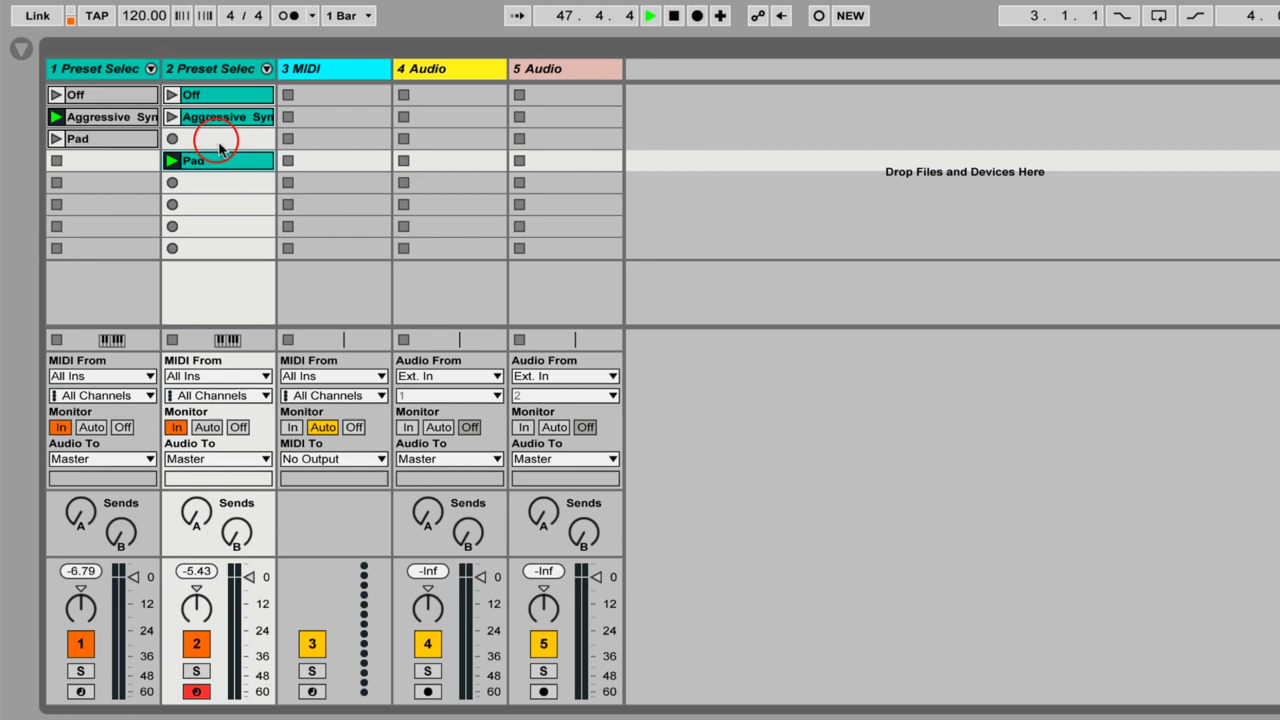 Link TAP 120.00 4 / 4 1 Bar 47. 4. 4 NEW 3. 1. 1 4.
1 Preset Selec 2 Preset Selec 3 MIDI 4 Audio 5 Audio
Off Off
Aggressive Syn Aggressive Syn
Pad
Pad
Drop Files and Devices Here
MIDI From MIDI From MIDI From Audio From Audio From
All Ins All Ins All Ins Ext. In Ext. In
All Channels All Channels All Channels 1 2
Monitor Monitor Monitor Monitor Monitor
In Auto Off In Auto Off In Auto Off In Auto Off In Auto Off
Audio To Audio To MIDI To Audio To Audio To
Master Master No Output Master Master
Sends Sends Sends Sends
A A A A
B B B B
-6.79 0 -5.43 0 -Inf 0 -Inf 0
12 12 12 12
24 24 24 24
1 2 3 4 5
36 36 36 36
S S S S S
48 48 48 48
60 60 60 60